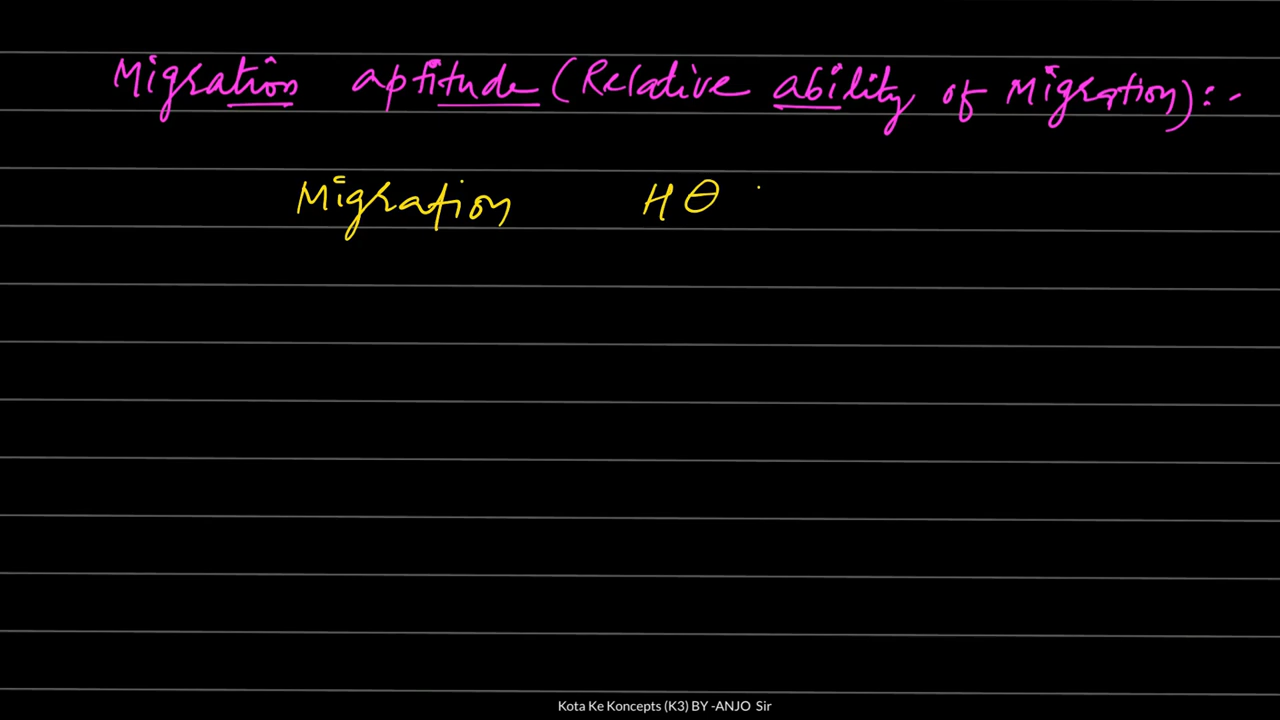 Migration aptitude (Relative ability of Migration):-
Migration H⊖
Kota Ke Koncepts (K3) BY -ANJO Sir